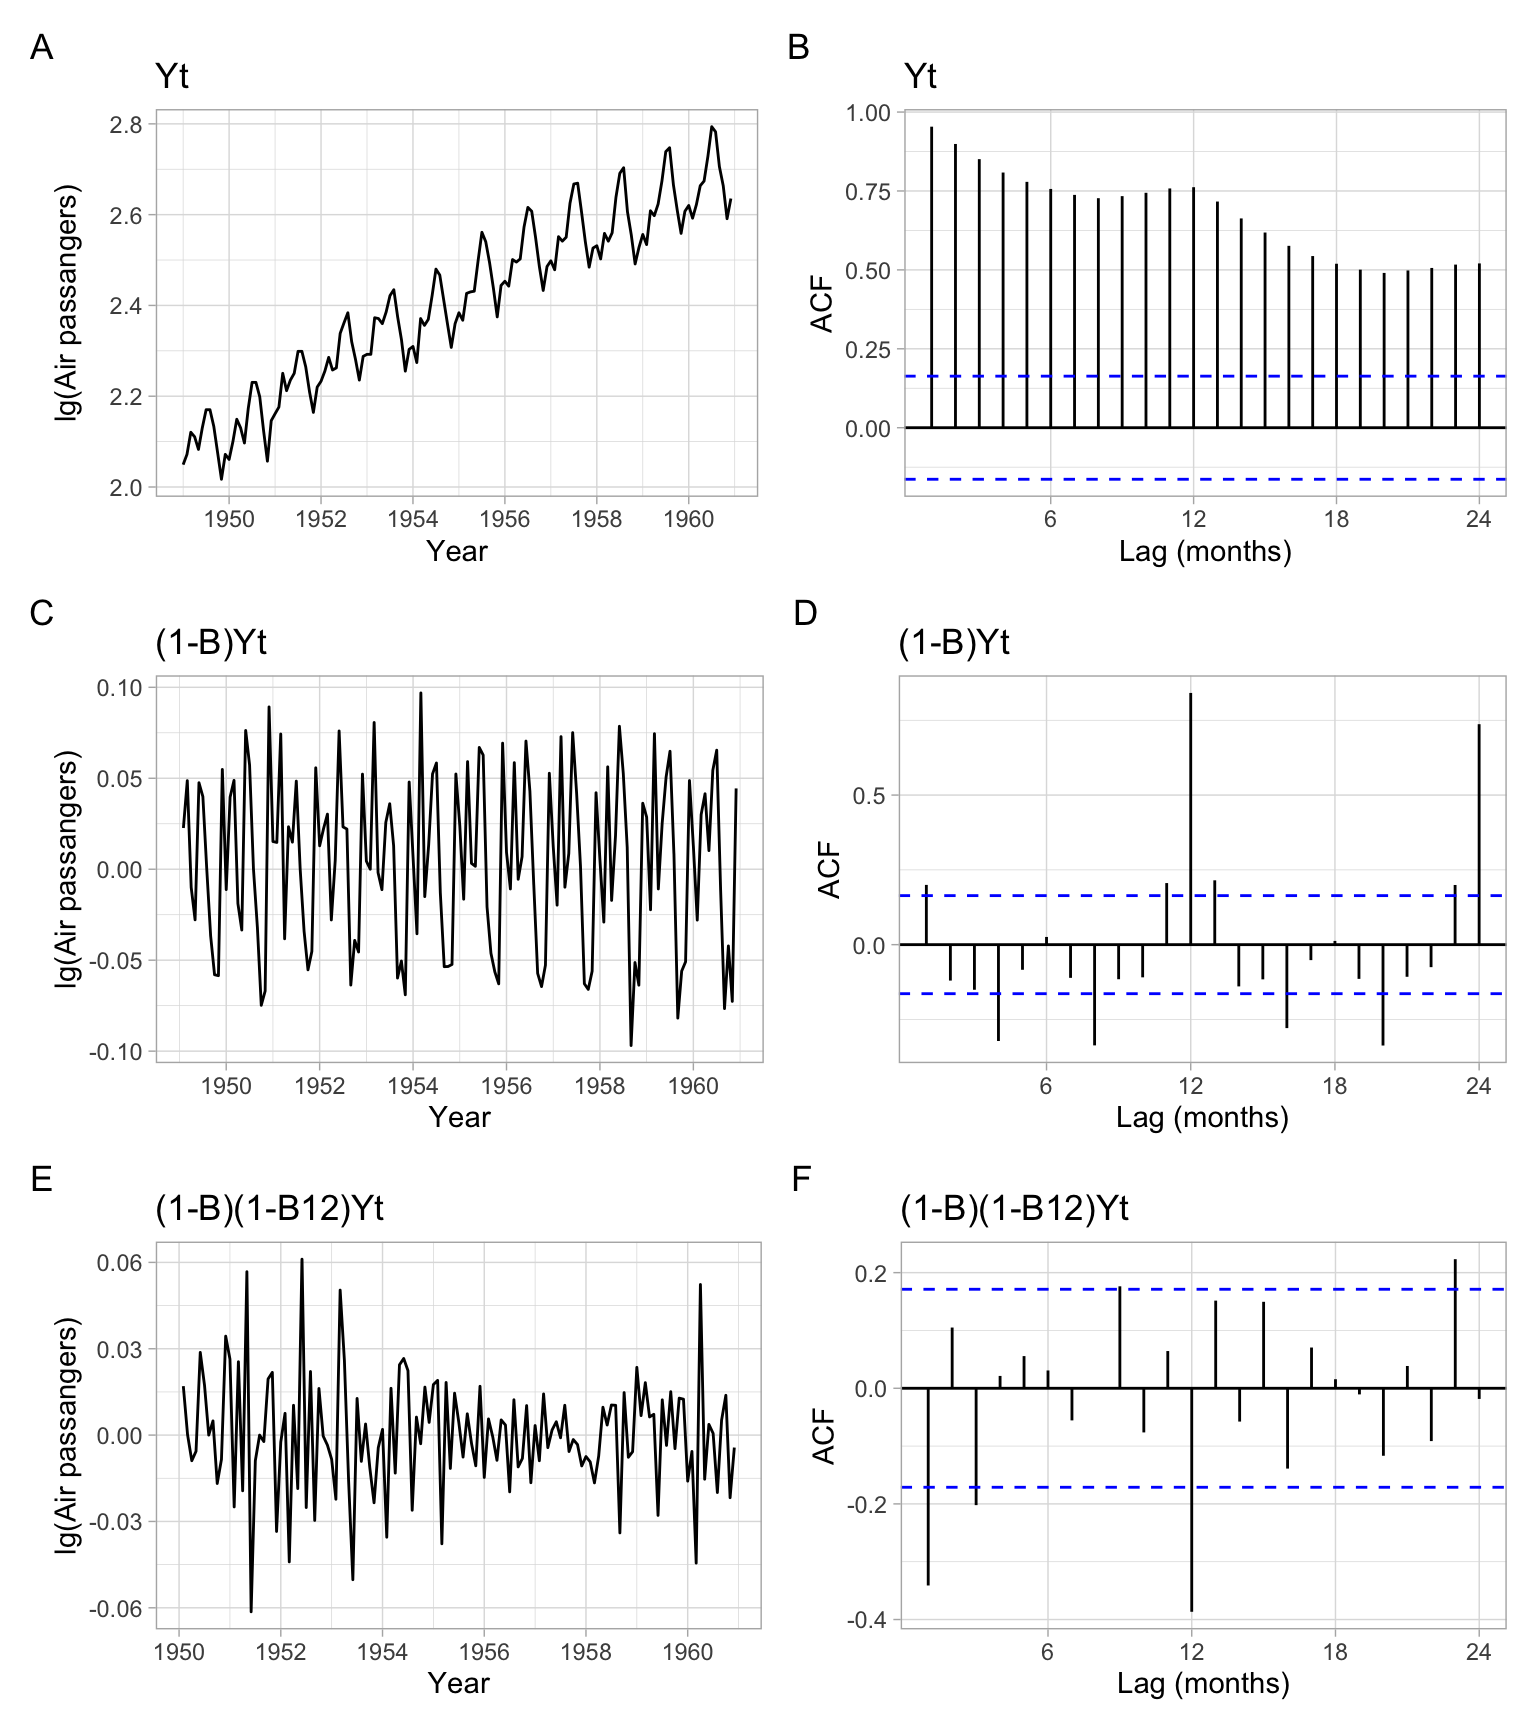 A
Yt
2.8
2.6
2.4
2.2
2.0
lg(Air passangers)
1950 1952 1954 1956 1958 1960
Year
B
Yt
1.00
0.75
0.50
0.25
0.00
ACF
6 12 18 24
Lag (months)
C
(1-B)Yt
0.10
0.05
0.00
-0.05
-0.10
lg(Air passangers)
1950 1952 1954 1956 1958 1960
Year
D
(1-B)Yt
0.5
0.0
ACF
6 12 18 24
Lag (months)
E
(1-B)(1-B12)Yt
0.06
0.03
0.00
-0.03
-0.06
lg(Air passangers)
1950 1952 1954 1956 1958 1960
Year
F
(1-B)(1-B12)Yt
0.2
0.0
-0.2
-0.4
ACF
6 12 18 24
Lag (months)